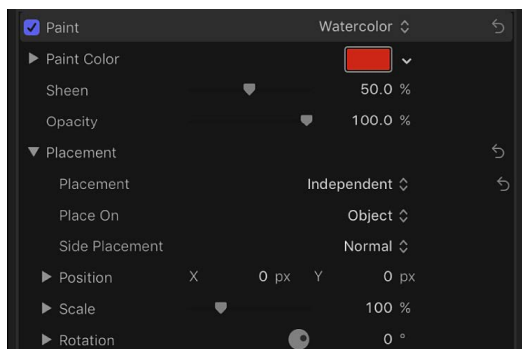 Paint Watercolor
Paint Color
Sheen 50.0 %
Opacity 100.0 %
Placement
Placement Independent
Place On Object
Side Placement Normal
Position X 0 px Y 0 px
Scale 100 %
Rotation 0 °